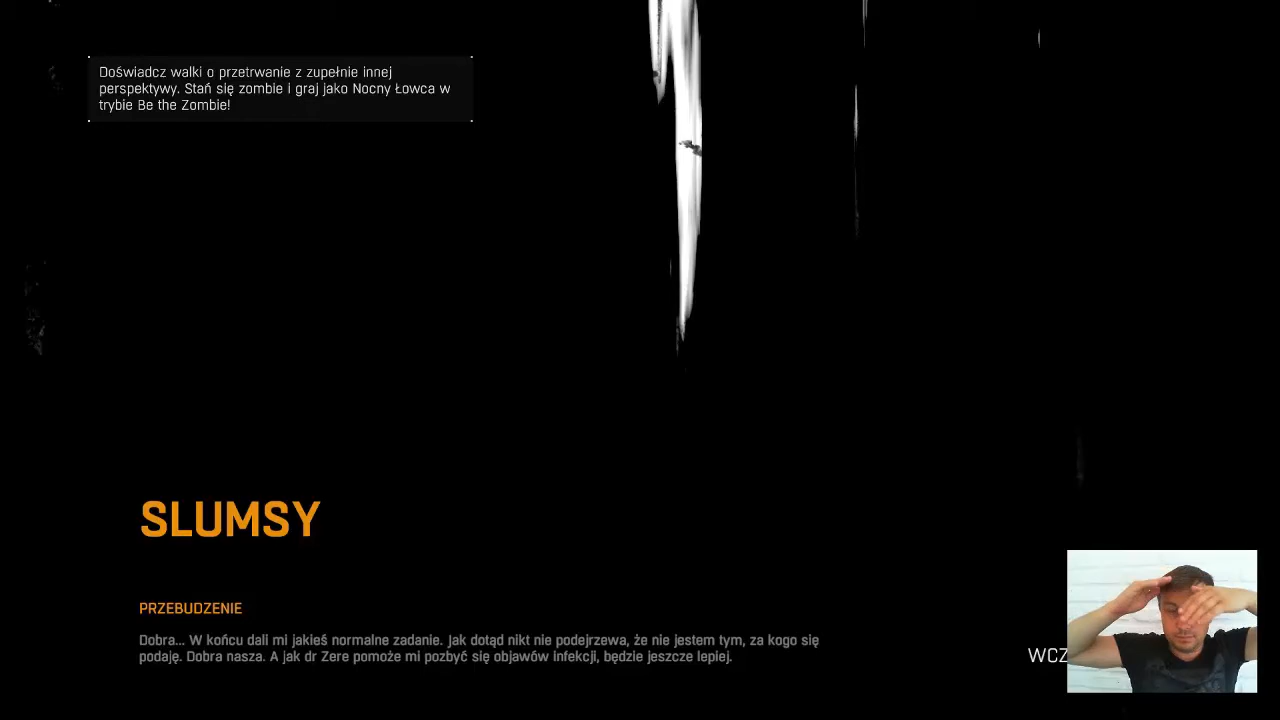 Doświadcz walki o przetrwanie z zupełnie innej
perspektywy. Stań się zombie i graj jako Nocny Łowca w
trybie Be the Zombie!
SLUMSY
PRZEBUDZENIE
Dobra... W końcu dali mi jakieś normalne zadanie. Jak dotąd nikt nie podejrzewa, że nie jestem tym, za kogo się
podaję. Dobra nasza. A jak dr Zere pomoże mi pozbyć się objawów infekcji, będzie jeszcze lepiej.
WCZ